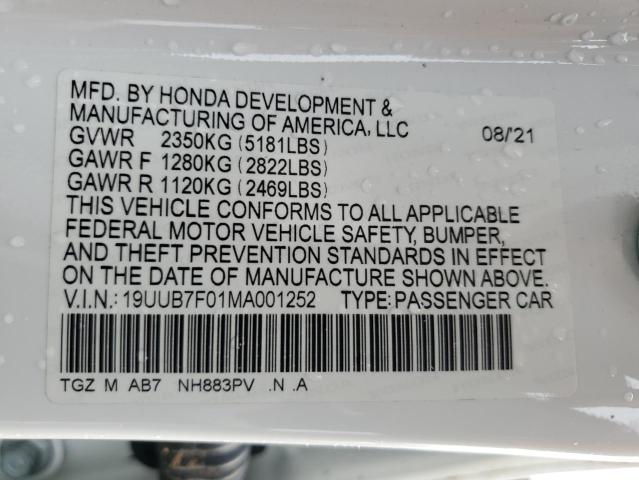 MFD. BY HONDA DEVELOPMENT &
MANUFACTURING OF AMERICA, LLC 08/'21
GVWR 2350KG (5181LBS)
GAWR F 1280KG (2822LBS)
GAWR R 1120KG (2469LBS)
THIS VEHICLE CONFORMS TO ALL APPLICABLE
FEDERAL MOTOR VEHICLE SAFETY, BUMPER,
AND THEFT PREVENTION STANDARDS IN EFFECT
ON THE DATE OF MANUFACTURE SHOWN ABOVE.
V.I.N.: 19UUB7F01MA001252 TYPE: PASSENGER CAR
TGZ M AB7 NH883PV .N .A